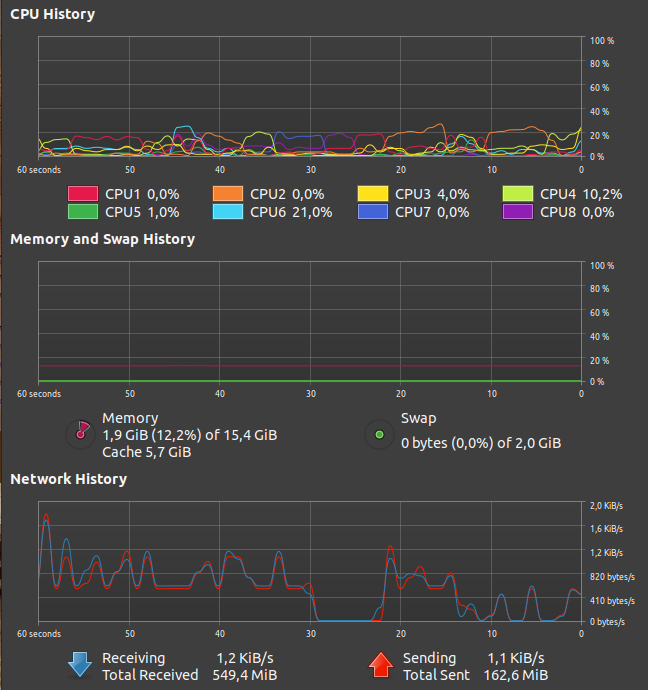 CPU History
100 %
80 %
60 %
40 %
20 %
0 %
60 seconds 50 40 30 20 10 0
CPU1 0,0% CPU2 0,0% CPU3 4,0% CPU4 10,2%
CPU5 1,0% CPU6 21,0% CPU7 0,0% CPU8 0,0%
Memory and Swap History
100 %
80 %
60 %
40 %
20 %
0 %
60 seconds 50 40 30 20 10 0
Memory
1,9 GiB (12,2%) of 15,4 GiB
Cache 5,7 GiB
Swap
0 bytes (0,0%) of 2,0 GiB
Network History
2,0 KiB/s
1,6 KiB/s
1,2 KiB/s
820 bytes/s
410 bytes/s
0 bytes/s
60 seconds 50 40 30 20 10 0
Receiving 1,2 KiB/s
Total Received 549,4 MiB
Sending 1,1 KiB/s
Total Sent 162,6 MiB